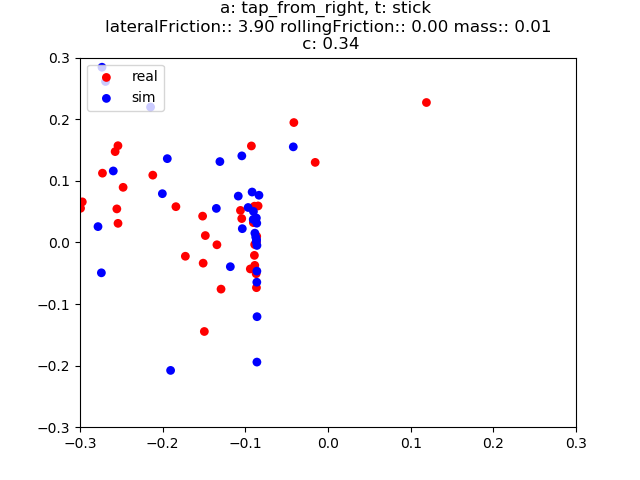 a: tap_from_right, t: stick
lateralFriction:: 3.90 rollingFriction:: 0.00 mass:: 0.01
c: 0.34
real
sim
0.3
0.2
0.1
0.0
−0.1
−0.2
−0.3
−0.3 −0.2 −0.1 0.0 0.1 0.2 0.3